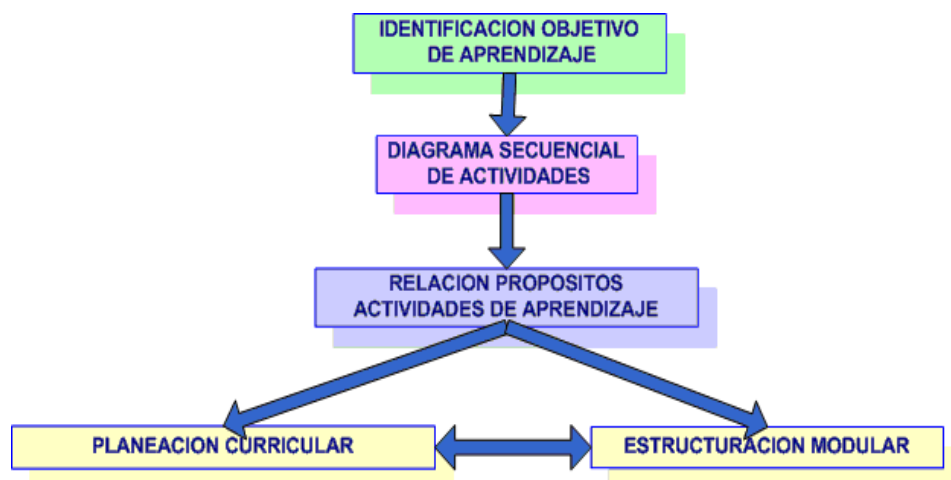 IDENTIFICACION OBJETIVO
DE APRENDIZAJE
DIAGRAMA SECUENCIAL
DE ACTIVIDADES
RELACION PROPOSITOS
ACTIVIDADES DE APRENDIZAJE
PLANEACION CURRICULAR
ESTRUCTURACION MODULAR